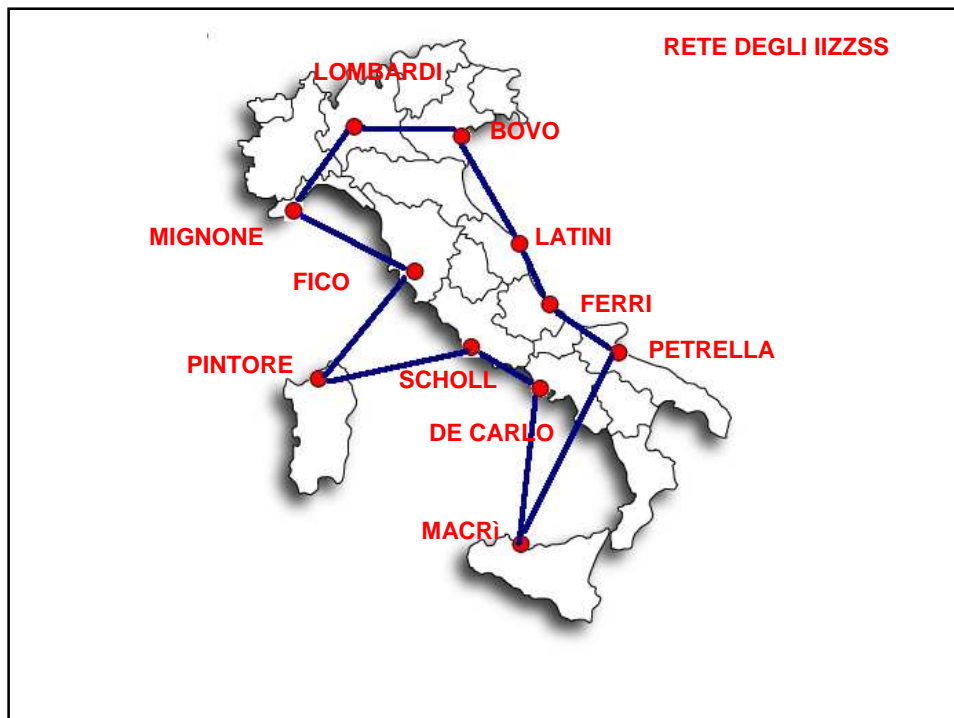 RETE DEGLI IIZZSS
LOMBARDI
BOVO
MIGNONE
LATINI
FICO
FERRI
PETRELLA
PINTORE
SCHOLL
DE CARLO
MACRì